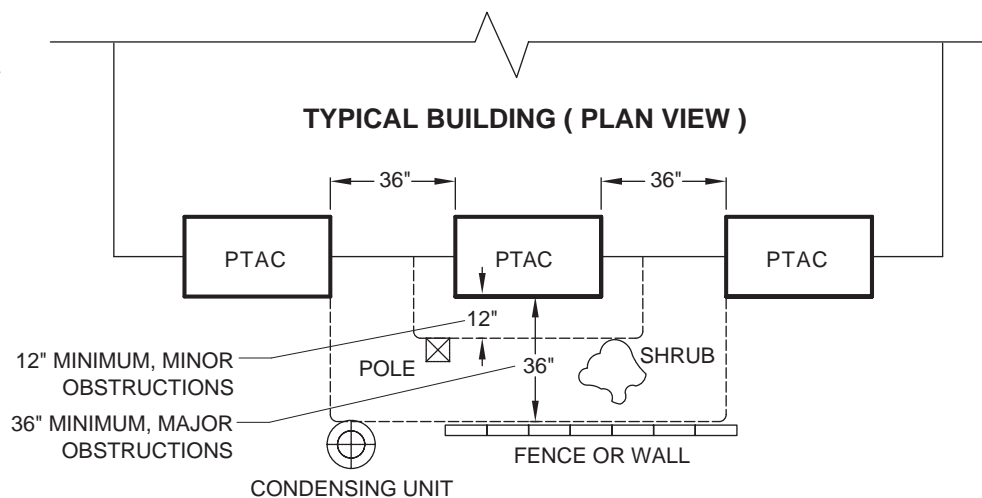 TYPICAL BUILDING ( PLAN VIEW )
36"
36"
PTAC
PTAC
PTAC
12"
12" MINIMUM, MINOR
OBSTRUCTIONS
POLE
36"
SHRUB
36" MINIMUM, MAJOR
OBSTRUCTIONS
FENCE OR WALL
CONDENSING UNIT